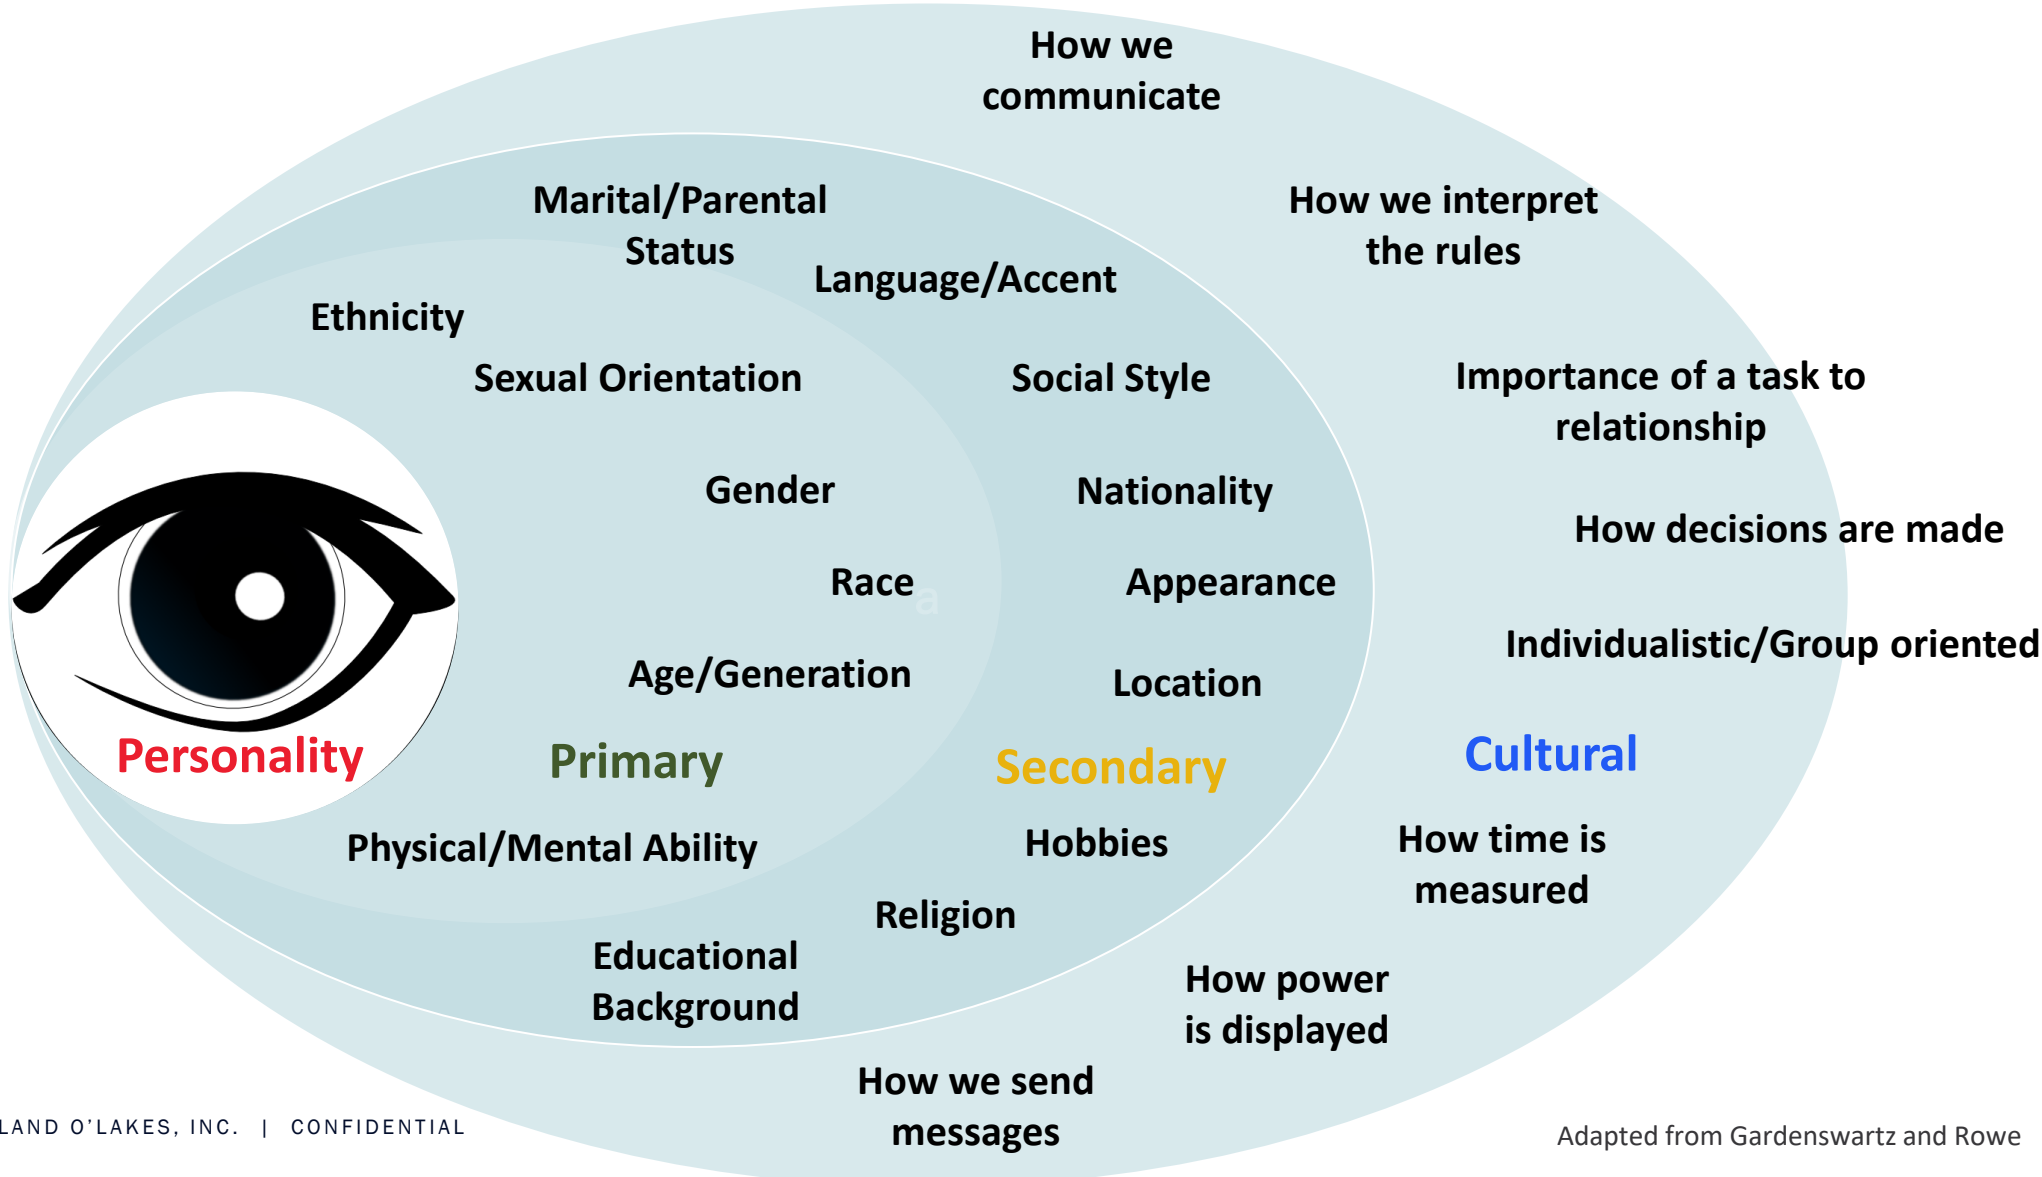 How we
communicate
Marital/Parental
Status
How we interpret
the rules
Language/Accent
Ethnicity
Sexual Orientation
Social Style
Importance of a task to
relationship
Gender
Nationality
How decisions are made
Race
a
Appearance
Individualistic/Group oriented
Age/Generation
Location
Personality
Primary
Secondary
Cultural
Physical/Mental Ability
Hobbies
How time is
measured
Religion
Educational
Background
How power
is displayed
How we send
messages
LAND O'LAKES, INC. | CONFIDENTIAL
Adapted from Gardenswartz and Rowe